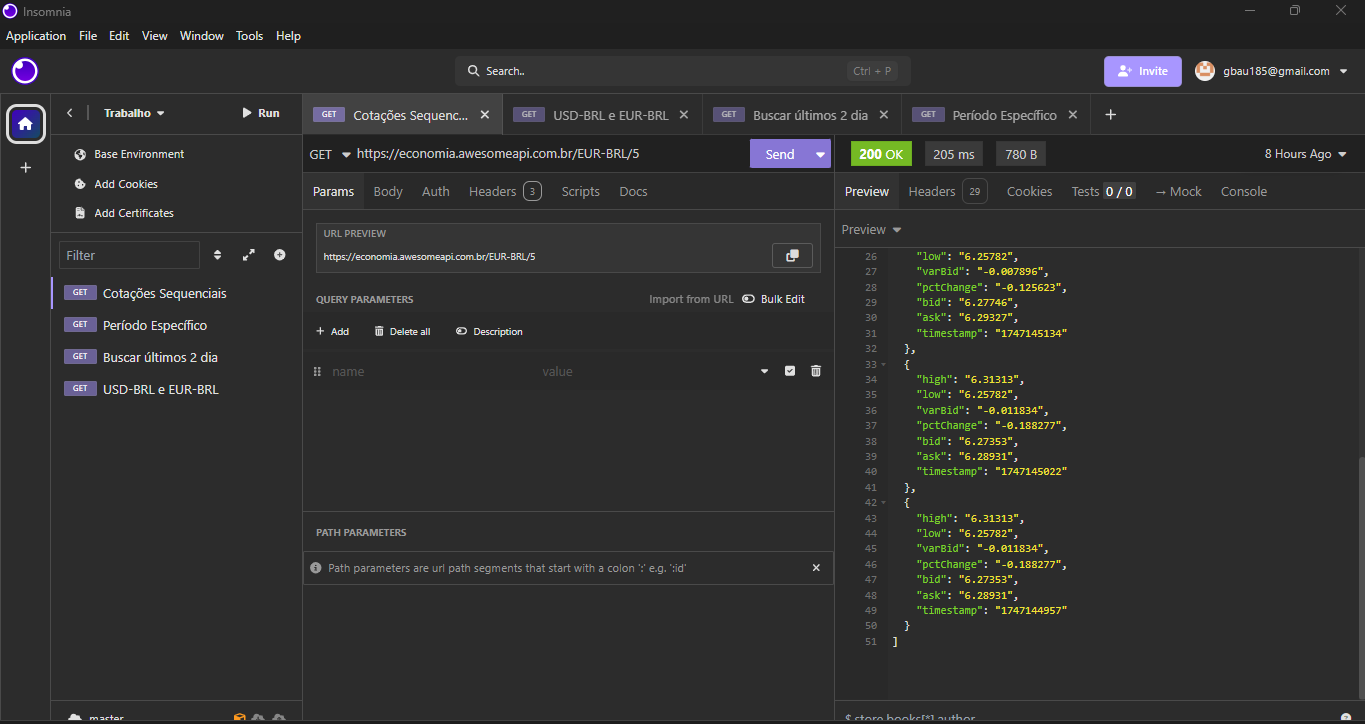 Insomnia
Application File Edit View Window Tools Help
Search..
Ctrl + P
Invite
gbau185@gmail.com
Trabalho
Run
GET Cotações Sequenc...
GET USD-BRL e EUR-BRL
GET Buscar últimos 2 dia
GET Período Específico
Base Environment
Add Cookies
Add Certificates
Filter
GET Cotações Sequenciais
GET Período Específico
GET Buscar últimos 2 dia
GET USD-BRL e EUR-BRL
master
GET https://economia.awesomeapi.com.br/EUR-BRL/5
Send
Params Body Auth Headers 3 Scripts Docs
URL PREVIEW
https://economia.awesomeapi.com.br/EUR-BRL/5
QUERY PARAMETERS
Import from URL Bulk Edit
Add Delete all Description
name value
PATH PARAMETERS
Path parameters are url path segments that start with a colon ':' e.g. ':id'
200 OK 205 ms 780 B
8 Hours Ago
Preview Headers 29 Cookies Tests 0 / 0 → Mock Console
Preview
26 "low": "6.25782",
27 "varBid": "-0.007896",
28 "pctChange": "-0.125623",
29 "bid": "6.27746",
30 "ask": "6.29327",
31 "timestamp": "1747145134"
32 },
33 {
34 "high": "6.31313",
35 "low": "6.25782",
36 "varBid": "-0.011834",
37 "pctChange": "-0.188277",
38 "bid": "6.27353",
39 "ask": "6.28931",
40 "timestamp": "1747145022"
41 },
42 {
43 "high": "6.31313",
44 "low": "6.25782",
45 "varBid": "-0.011834",
46 "pctChange": "-0.188277",
47 "bid": "6.27353",
48 "ask": "6.28931",
49 "timestamp": "1747144957"
50 }
51 ]
$.store.books[*].author